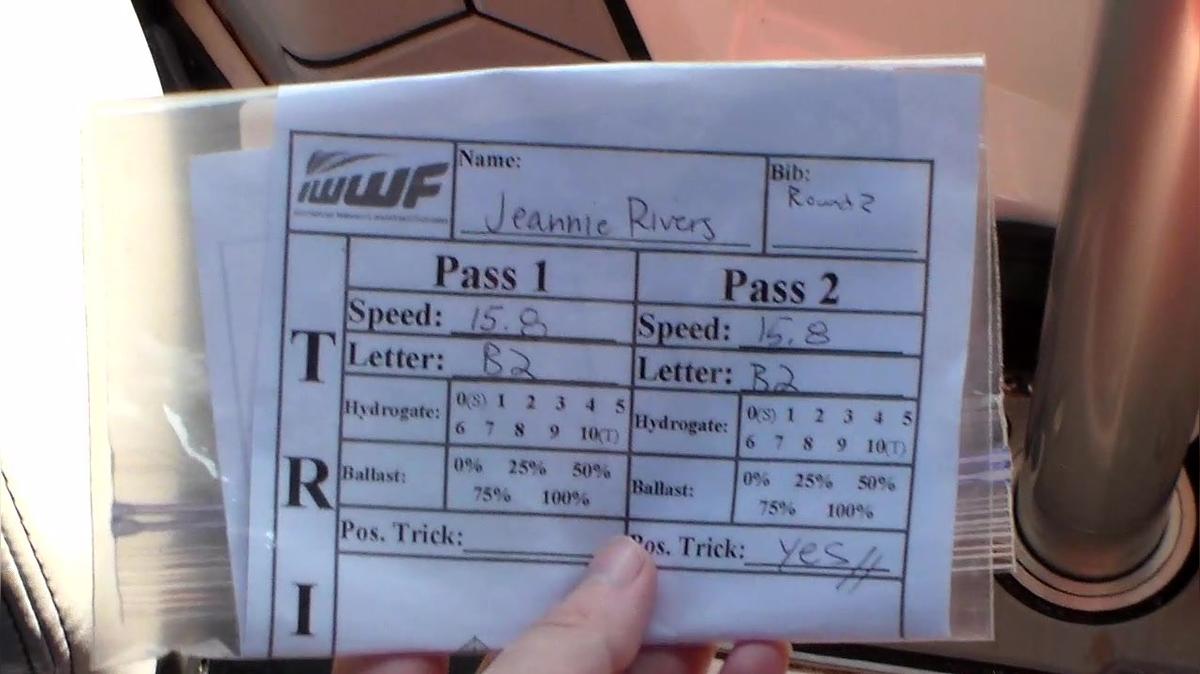 IWWF
Name: Jeannie Rivers
Bib: Round 2
TRI
Pass 1
Speed: 15.8
Letter: B2
Hydrogate: 0(S) 1 2 3 4 5
6 7 8 9 10(T)
Ballast: 0% 25% 50%
75% 100%
Pos. Trick:
Pass 2
Speed: 15.8
Letter: B2
Hydrogate: 0(S) 1 2 3 4 5
6 7 8 9 10(T)
Ballast: 0% 25% 50%
75% 100%
Pos. Trick: yes//